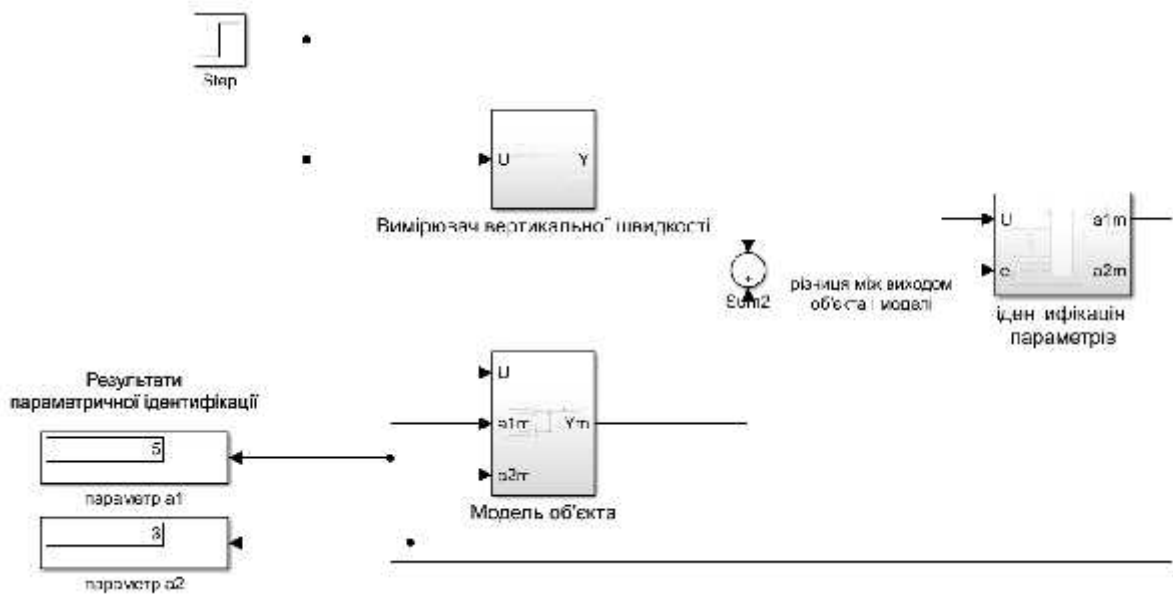 Step
U Y
Вимірювач вертикальної швидкості
U a1m
e a2m
Sum2
різниця між виходом
об'єкта і моделі
ідентифікація
параметрів
U
a1m Ym
a2m
Модель об'єкта
Результати
параметричної ідентифікації
5
параметр a1
3
параметр a2